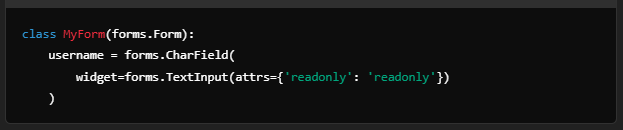 class MyForm(forms.Form):
    username = forms.CharField(
        widget=forms.TextInput(attrs={'readonly': 'readonly'})
    )